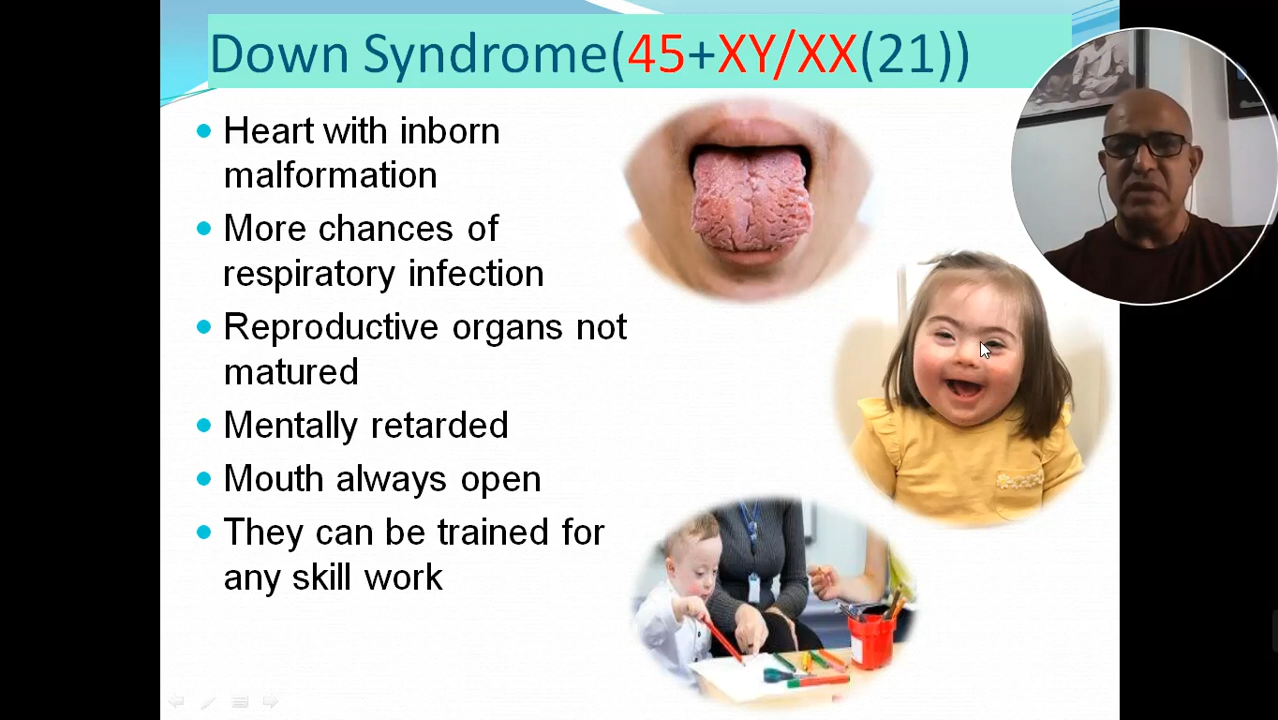 Down Syndrome(45+XY/XX(21))
Heart with inborn
malformation
More chances of
respiratory infection
Reproductive organs not
matured
Mentally retarded
Mouth always open
They can be trained for
any skill work